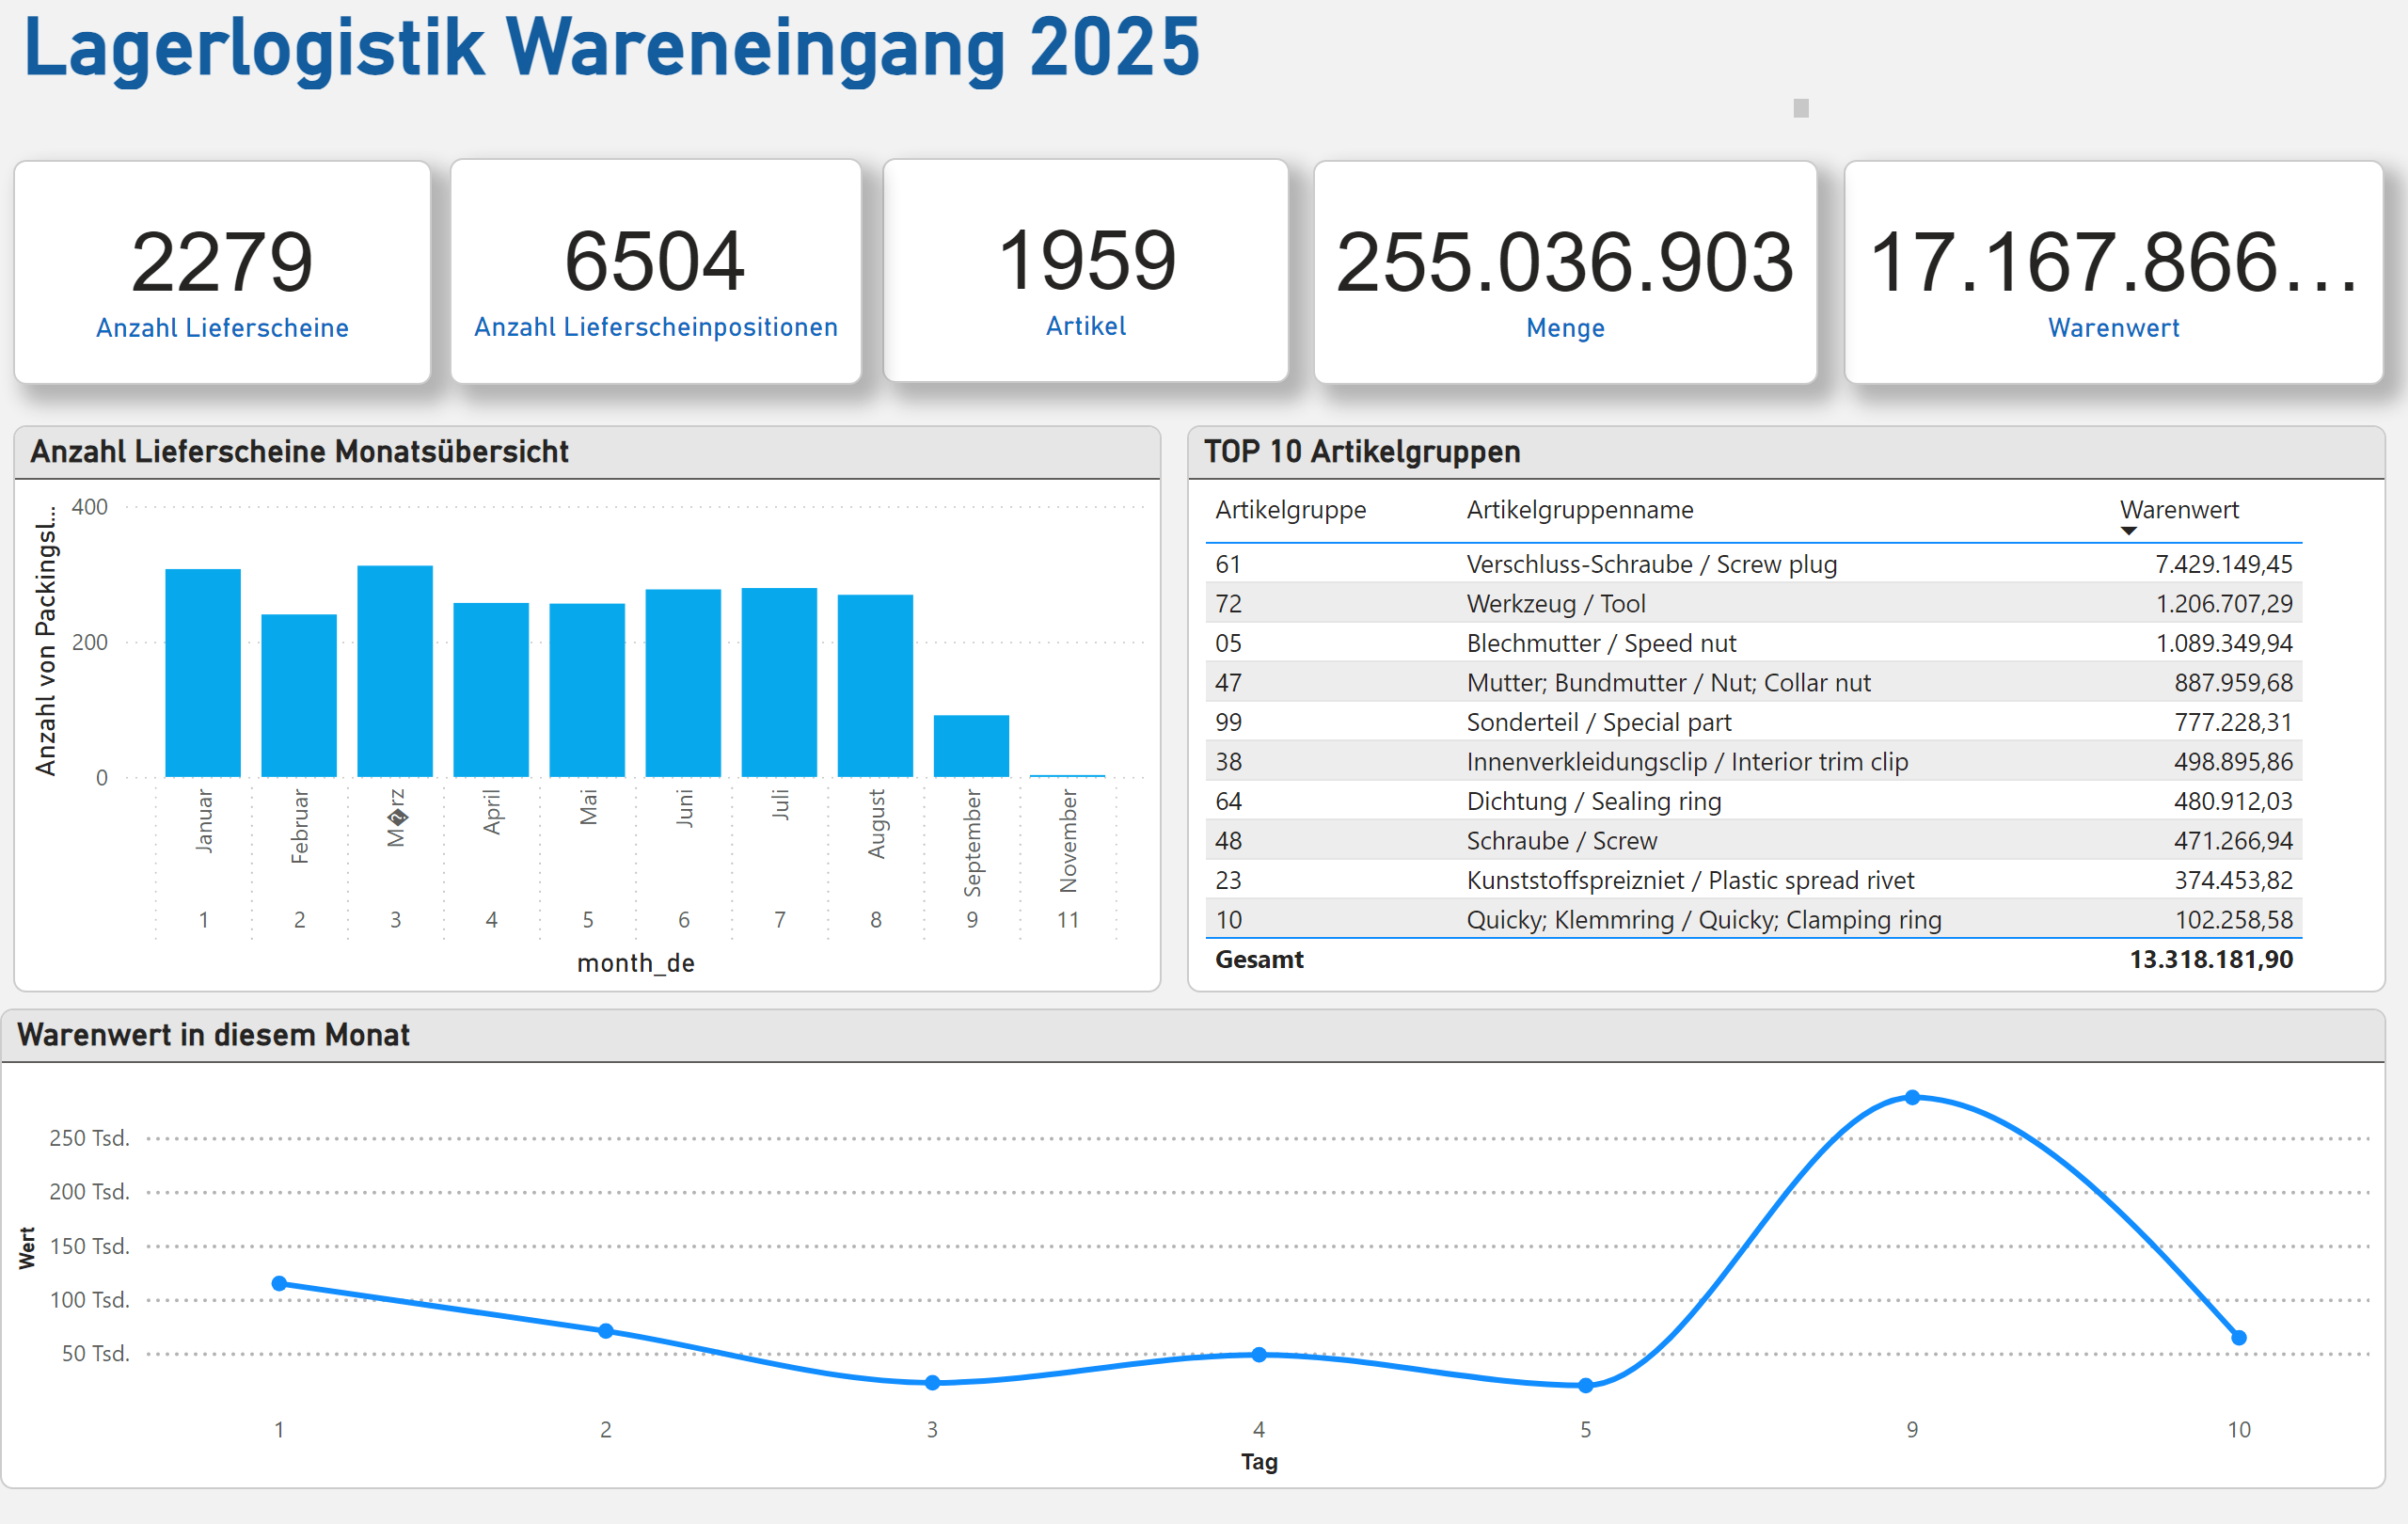 Lagerlogistik Wareneingang 2025
2279
Anzahl Lieferscheine
6504
Anzahl Lieferscheinpositionen
1959
Artikel
255.036.903
Menge
17.167.866...
Warenwert
Anzahl Lieferscheine Monatsübersicht
Anzahl von Packingsl...
400
200
0
Januar
Februar
M�rz
April
Mai
Juni
Juli
August
September
November
1 2 3 4 5 6 7 8 9 11
month_de
TOP 10 Artikelgruppen
Artikelgruppe Artikelgruppenname Warenwert
61 Verschluss-Schraube / Screw plug 7.429.149,45
72 Werkzeug / Tool 1.206.707,29
05 Blechmutter / Speed nut 1.089.349,94
47 Mutter; Bundmutter / Nut; Collar nut 887.959,68
99 Sonderteil / Special part 777.228,31
38 Innenverkleidungsclip / Interior trim clip 498.895,86
64 Dichtung / Sealing ring 480.912,03
48 Schraube / Screw 471.266,94
23 Kunststoffspreizniet / Plastic spread rivet 374.453,82
10 Quicky; Klemmring / Quicky; Clamping ring 102.258,58
Gesamt 13.318.181,90
Warenwert in diesem Monat
Wert
250 Tsd.
200 Tsd.
150 Tsd.
100 Tsd.
50 Tsd.
1 2 3 4 5 9 10
Tag